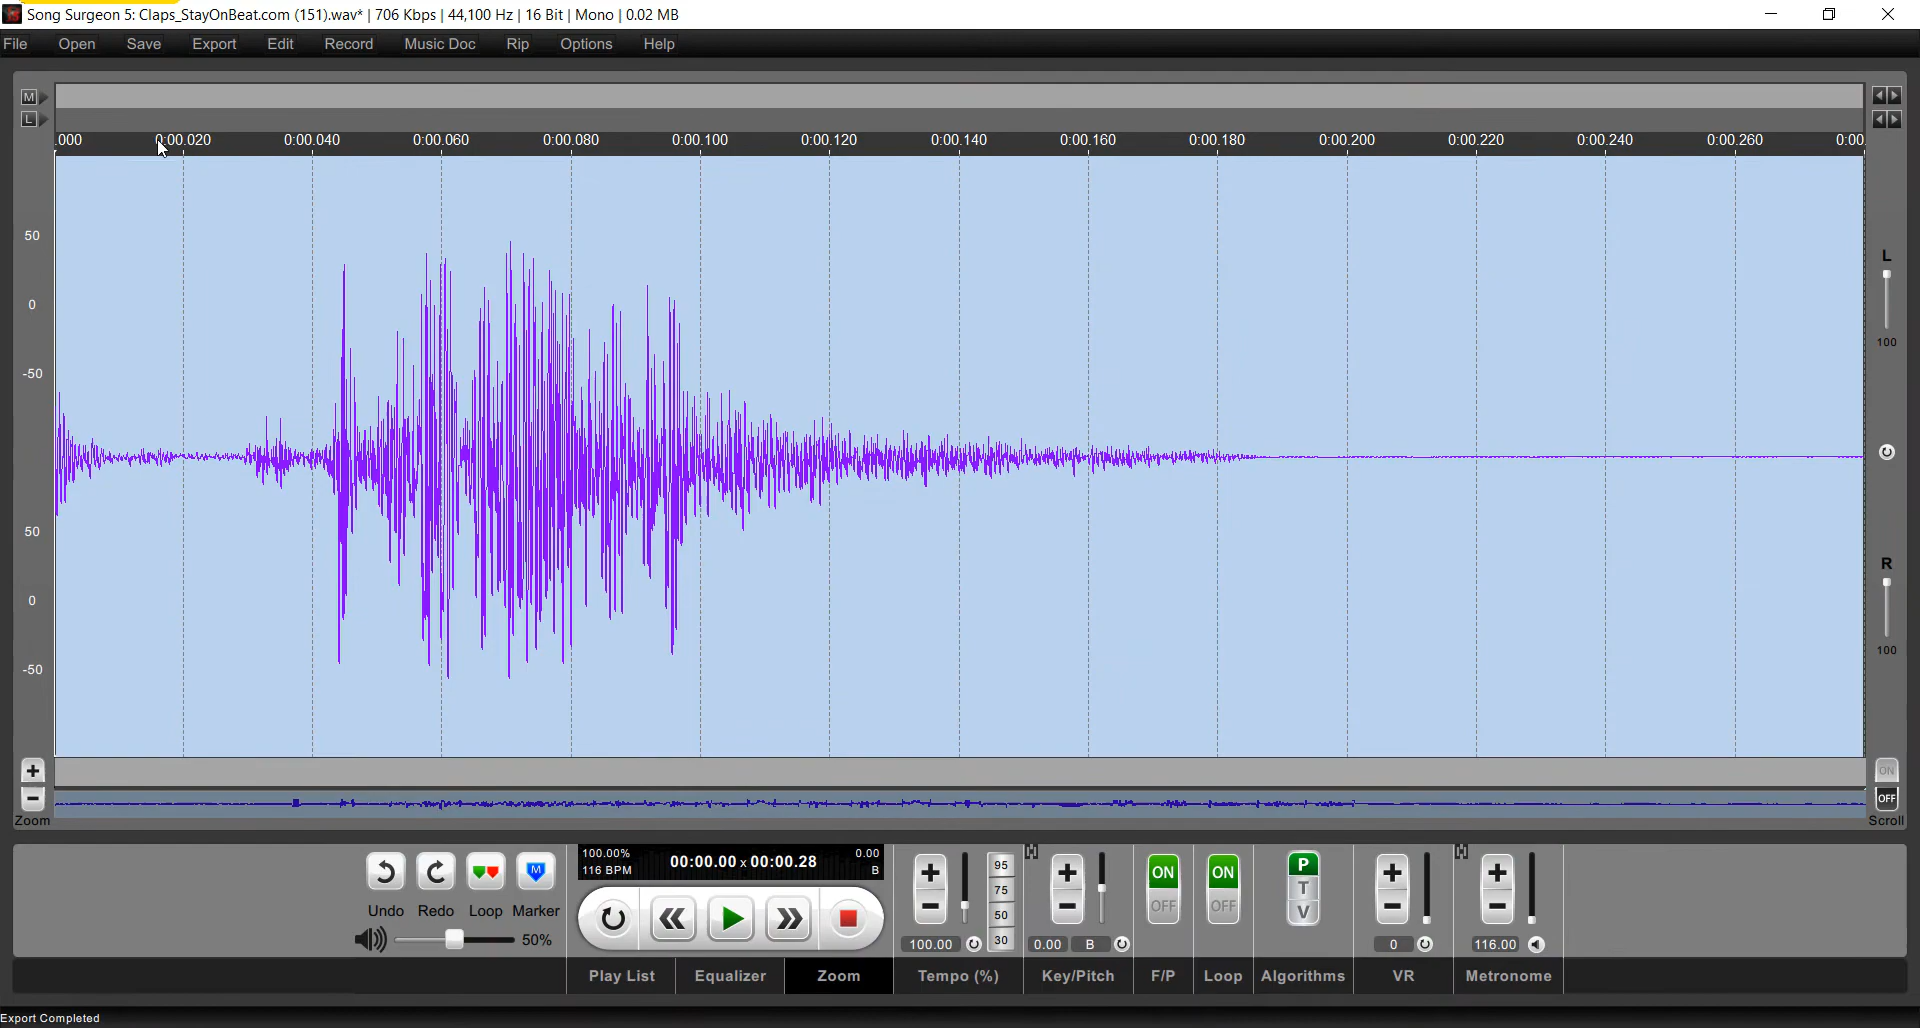 Song Surgeon 5: Claps_StayOnBeat.com (151).wav* | 706 Kbps | 44,100 Hz | 16 Bit | Mono | 0.02 MB
File Open Save Export Edit Record Music Doc Rip Options Help
M
L
.000 0:00.020 0:00.040 0:00.060 0:00.080 0:00.100 0:00.120 0:00.140 0:00.160 0:00.180 0:00.200 0:00.220 0:00.240 0:00.260 0:00.
50
0
-50
50
0
-50
L
100
R
100
Zoom
ON
OFF
Scroll
Undo Redo Loop Marker
M
50%
100.00% 00:00.00 x 00:00.28 0.00
116 BPM B
95
75
50
30
100.00
0.00 B
ON
OFF
ON
OFF
P
T
V
0
116.00
Play List Equalizer Zoom Tempo (%) Key/Pitch F/P Loop Algorithms VR Metronome
Export Completed